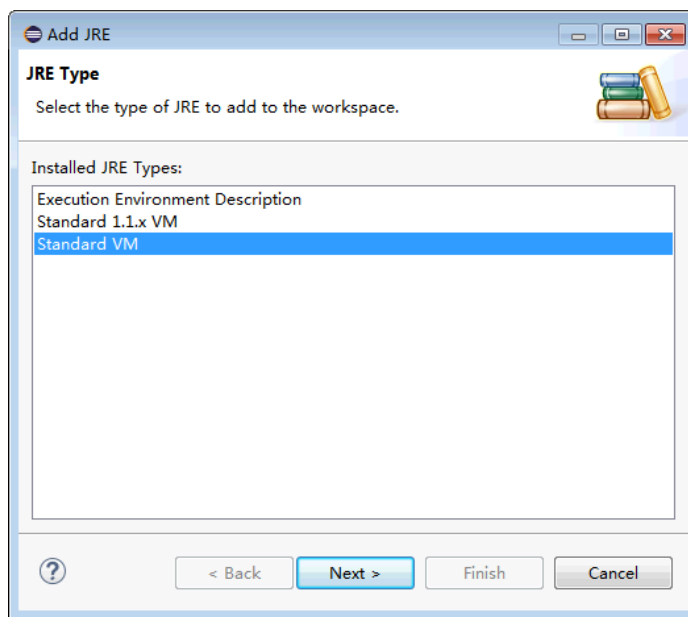 Add JRE
JRE Type
Select the type of JRE to add to the workspace.
Installed JRE Types:
Execution Environment Description
Standard 1.1.x VM
Standard VM
? < Back Next > Finish Cancel